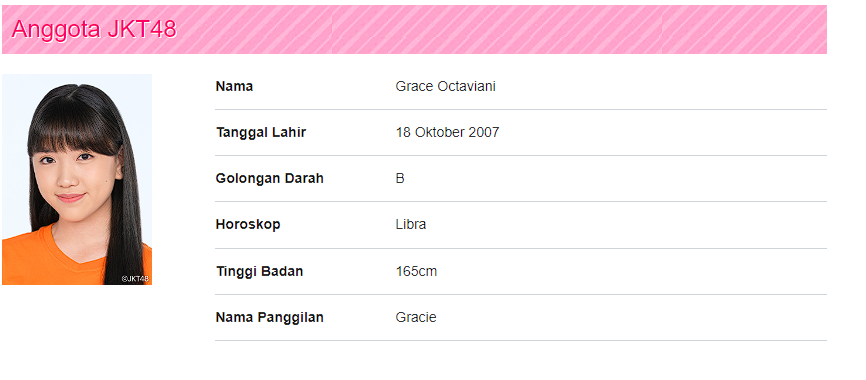 Anggota JKT48
Nama Grace Octaviani
Tanggal Lahir 18 Oktober 2007
Golongan Darah B
Horoskop Libra
Tinggi Badan 165cm
Nama Panggilan Gracie
©JKT48